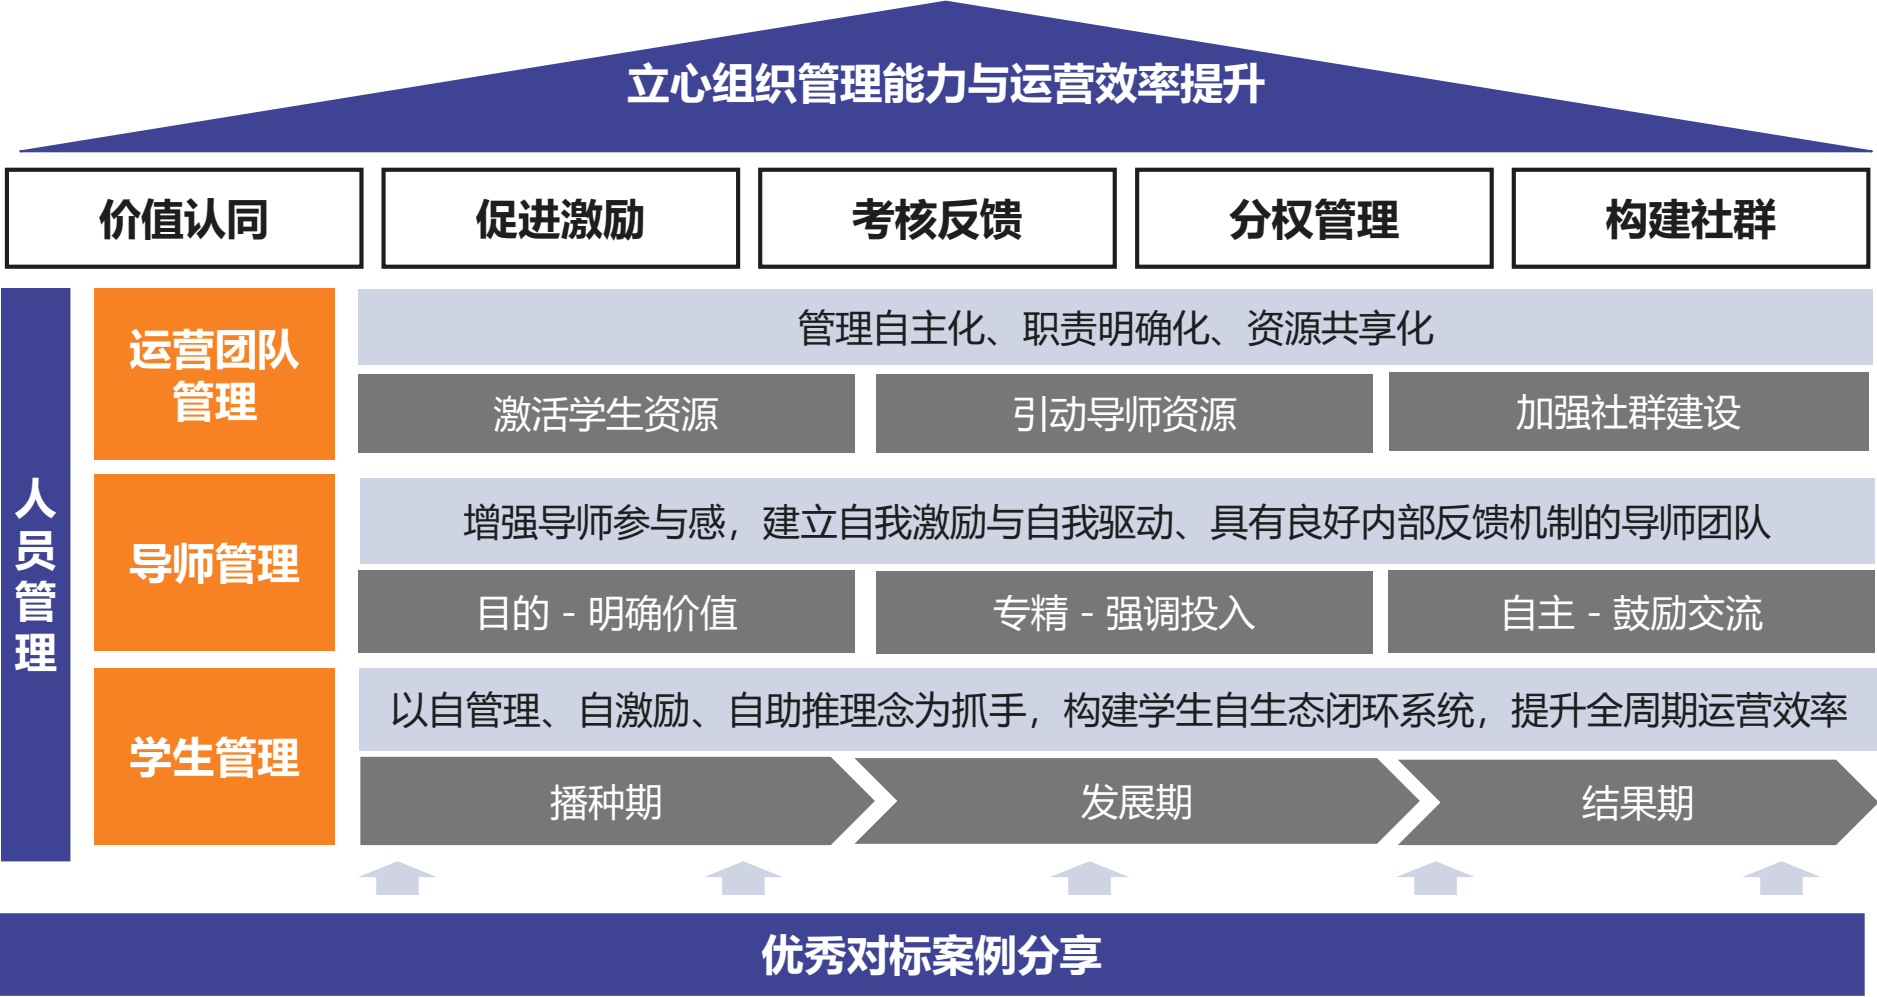 立心组织管理能力与运营效率提升
价值认同
促进激励
考核反馈
分权管理
构建社群
人员管理
运营团队
管理
管理自主化、职责明确化、资源共享化
激活学生资源
引动导师资源
加强社群建设
导师管理
增强导师参与感，建立自我激励与自我驱动、具有良好内部反馈机制的导师团队
目的 - 明确价值
专精 - 强调投入
自主 - 鼓励交流
学生管理
以自管理、自激励、自助推理念为抓手，构建学生自生态闭环系统，提升全周期运营效率
播种期
发展期
结果期
优秀对标案例分享